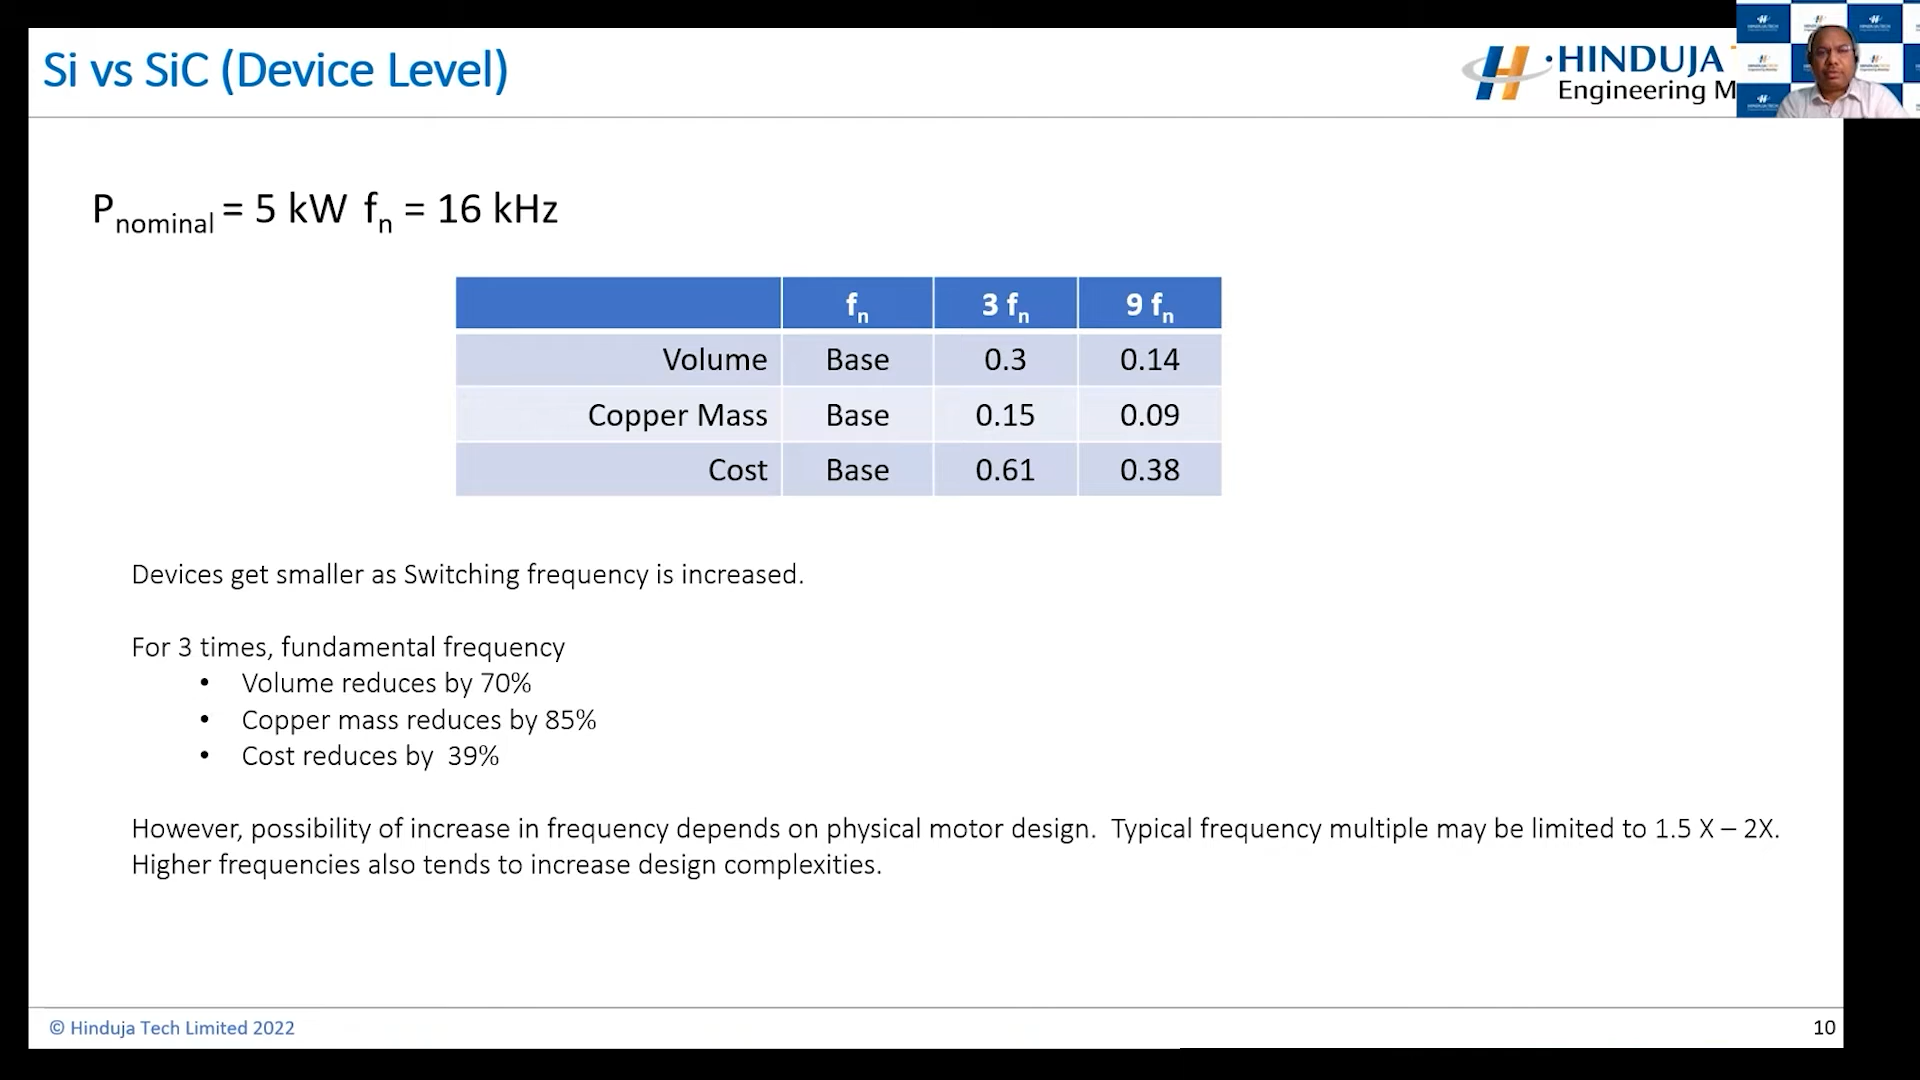 Si vs SiC (Device Level)
HINDUJA
Engineering M
Pnominal = 5 kW fn = 16 kHz
fn 3 fn 9 fn
Volume Base 0.3 0.14
Copper Mass Base 0.15 0.09
Cost Base 0.61 0.38
Devices get smaller as Switching frequency is increased.
For 3 times, fundamental frequency
• Volume reduces by 70%
• Copper mass reduces by 85%
• Cost reduces by 39%
However, possibility of increase in frequency depends on physical motor design. Typical frequency multiple may be limited to 1.5 X – 2X.
Higher frequencies also tends to increase design complexities.
© Hinduja Tech Limited 2022
10